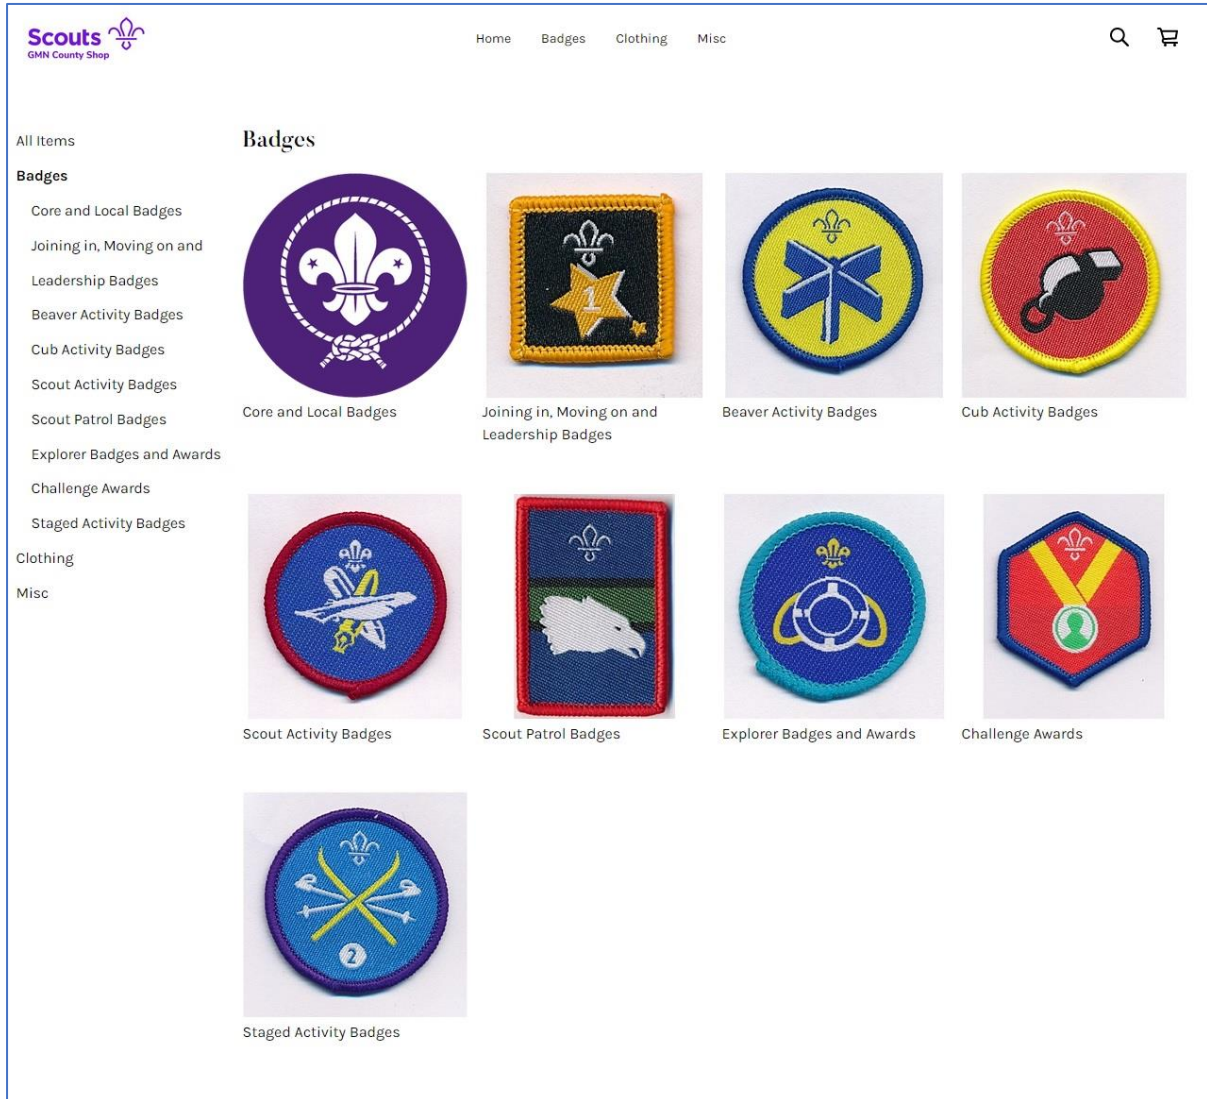 Scouts
GMN County Shop
Home Badges Clothing Misc
All Items
Badges
Core and Local Badges
Joining in, Moving on and
Leadership Badges
Beaver Activity Badges
Cub Activity Badges
Scout Activity Badges
Scout Patrol Badges
Explorer Badges and Awards
Challenge Awards
Staged Activity Badges
Clothing
Misc
Badges
1
Core and Local Badges
Joining in, Moving on and
Leadership Badges
Beaver Activity Badges
Cub Activity Badges
Scout Activity Badges
Scout Patrol Badges
Explorer Badges and Awards
Challenge Awards
2
Staged Activity Badges